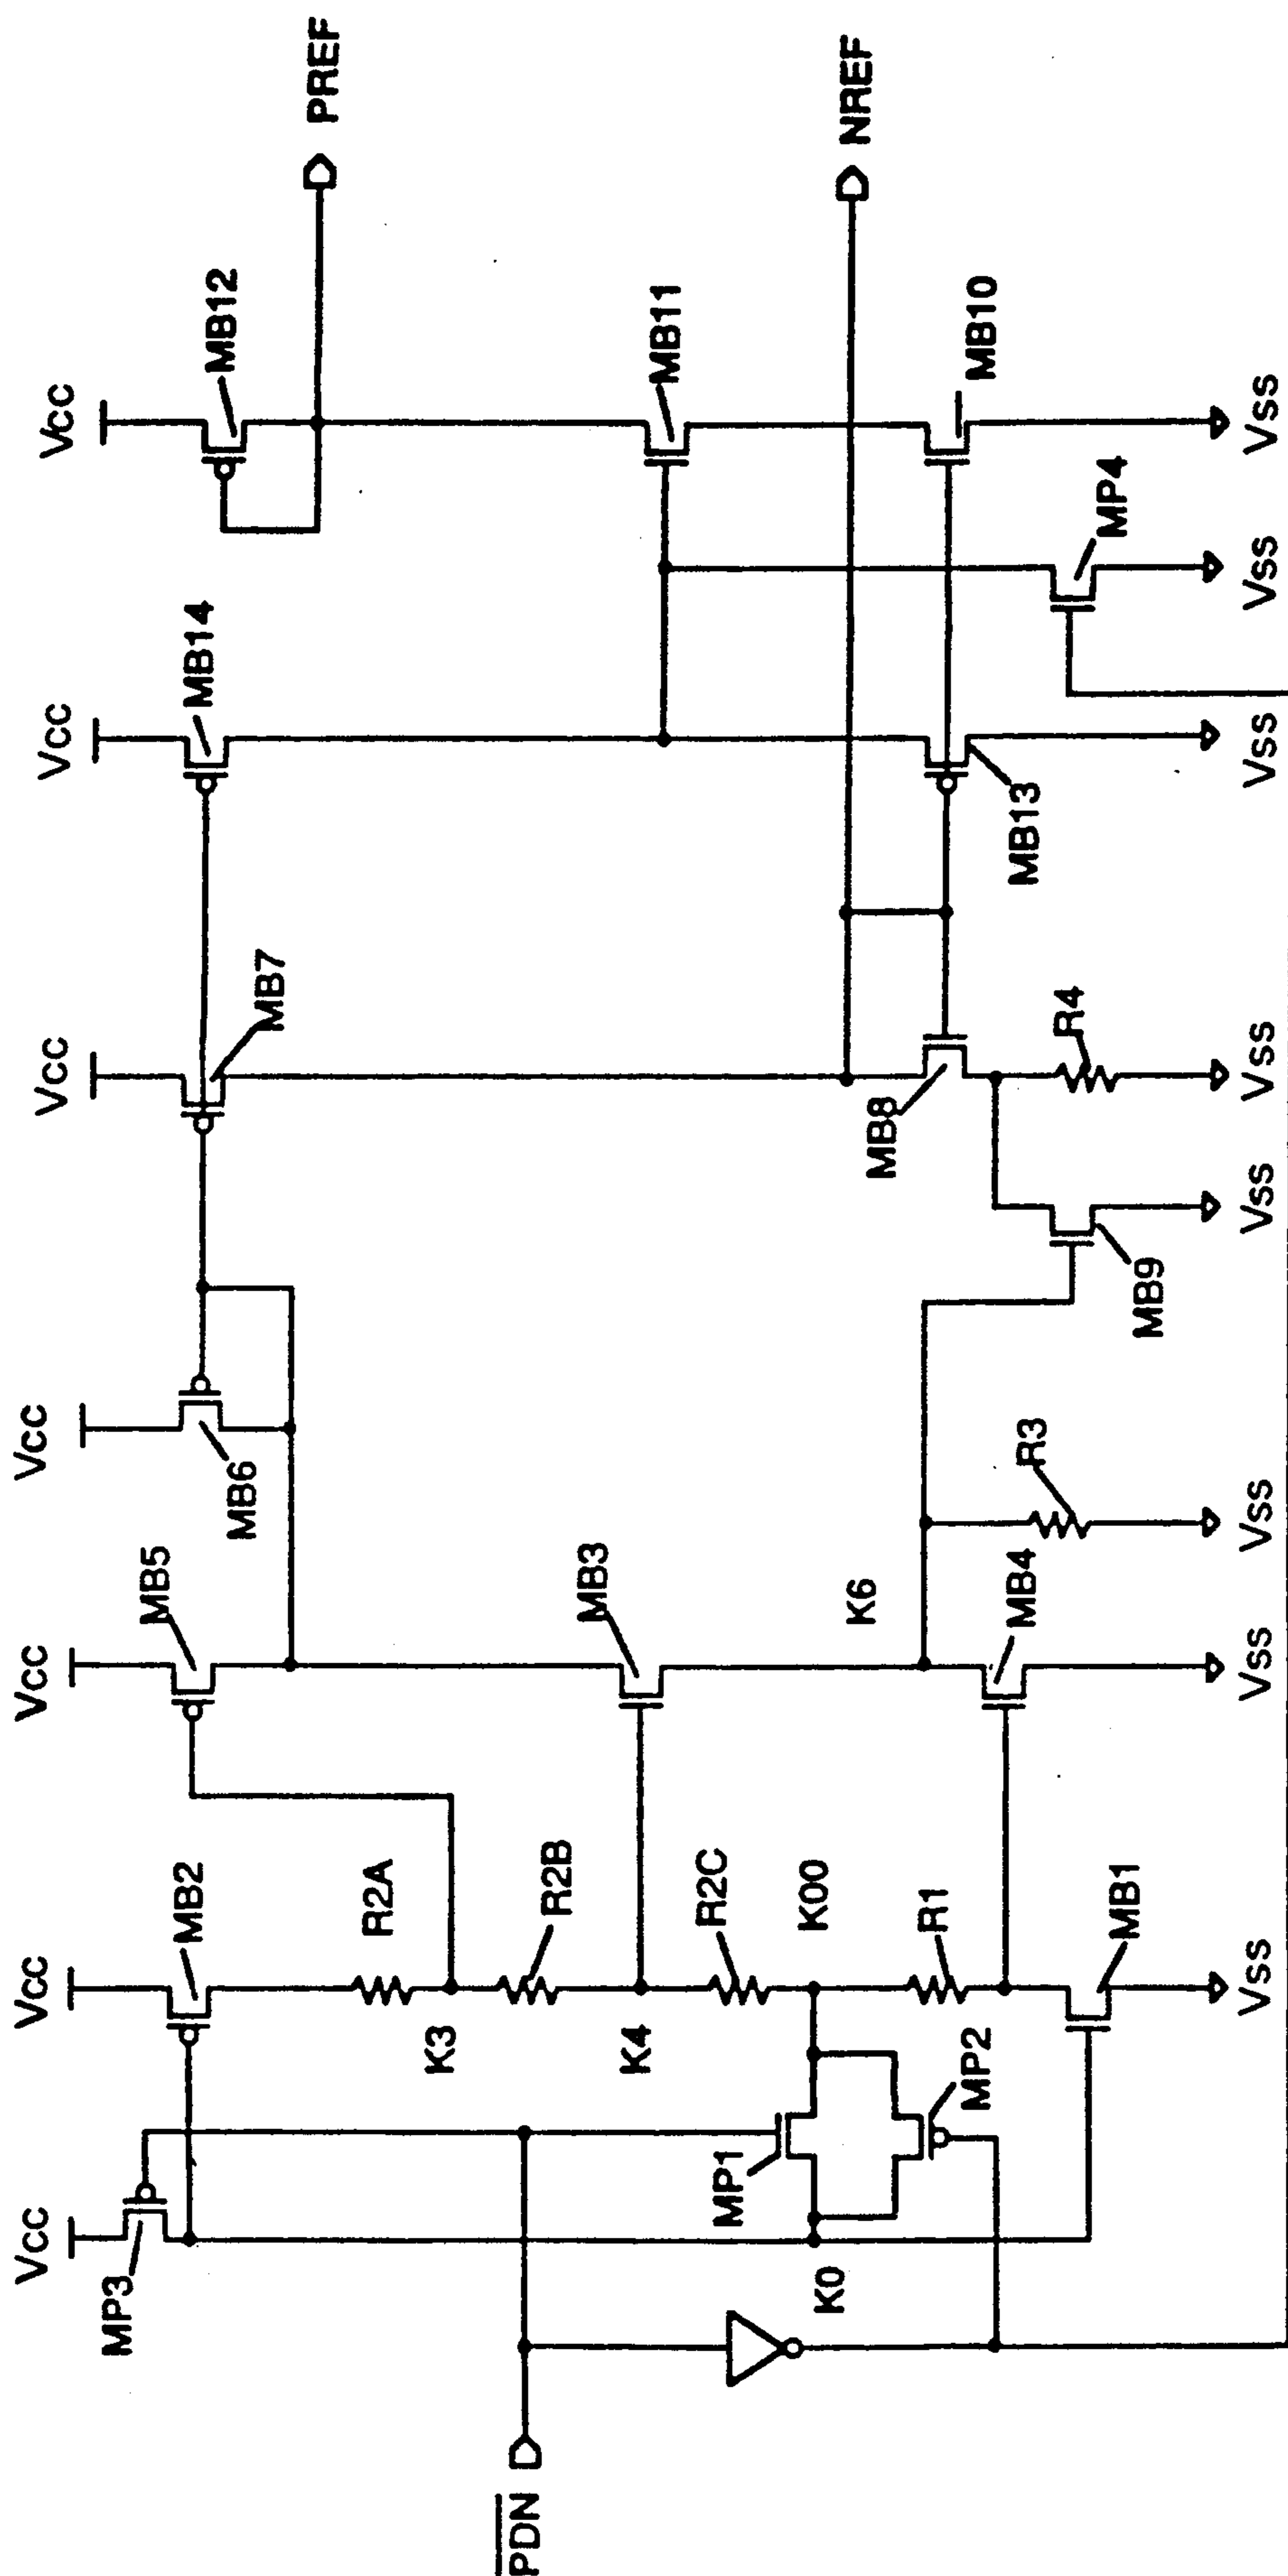 Vcc
Vcc
Vcc
Vcc
Vcc
Vcc
Vcc
MP3
MB2
MB5
MB6
MB7
MB14
MB12
PREF
R2A
K3
R2B
K4
MB3
MB11
NREF
PDN
MP1
R2C
K00
K0
MP2
R1
K6
MB4
R3
MB8
R4
MB13
MB10
MB1
MB9
MP4
Vss
Vss
Vss
Vss
Vss
Vss
Vss
Vss